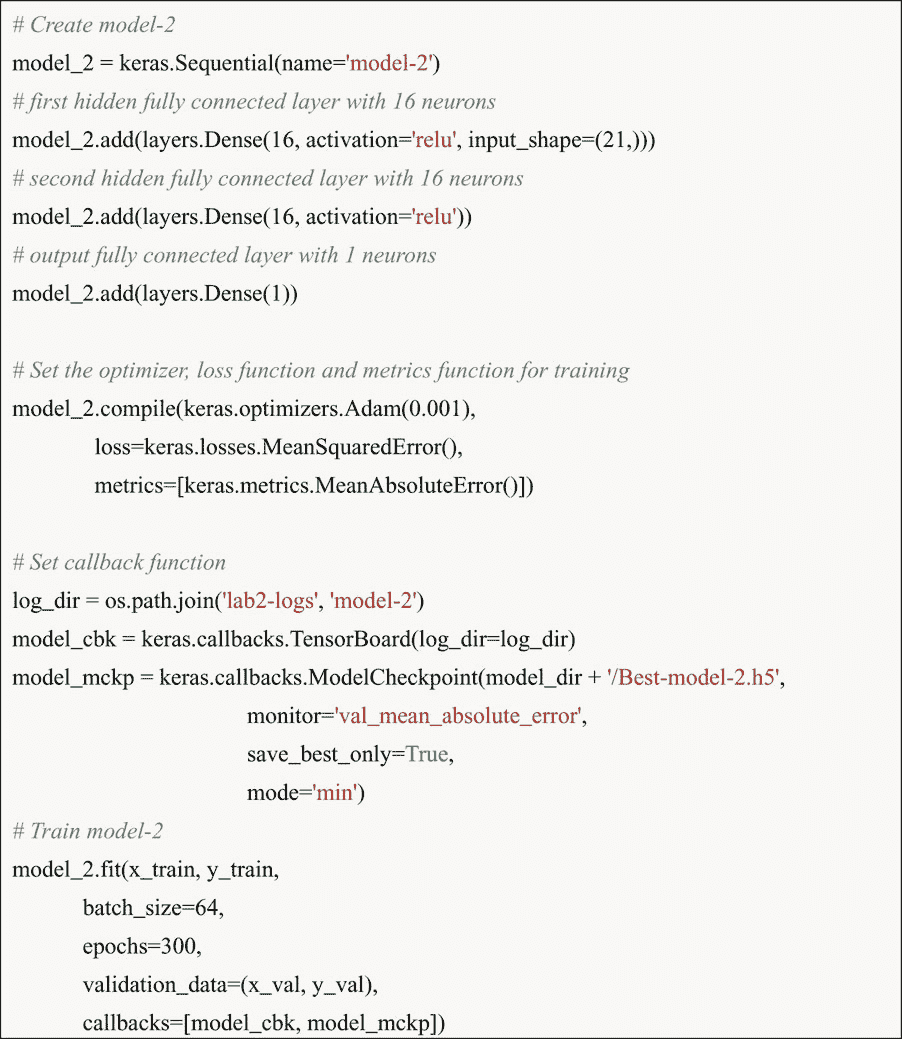 # Create model-2
model_2 = keras.Sequential(name='model-2')
# first hidden fully connected layer with 16 neurons
model_2.add(layers.Dense(16, activation='relu', input_shape=(21,)))
# second hidden fully connected layer with 16 neurons
model_2.add(layers.Dense(16, activation='relu'))
# output fully connected layer with 1 neurons
model_2.add(layers.Dense(1))
# Set the optimizer, loss function and metrics function for training
model_2.compile(keras.optimizers.Adam(0.001),
loss=keras.losses.MeanSquaredError(),
metrics=[keras.metrics.MeanAbsoluteError()])
# Set callback function
log_dir = os.path.join('lab2-logs', 'model-2')
model_cbk = keras.callbacks.TensorBoard(log_dir=log_dir)
model_mckp = keras.callbacks.ModelCheckpoint(model_dir + '/Best-model-2.h5',
monitor='val_mean_absolute_error',
save_best_only=True,
mode='min')
# Train model-2
model_2.fit(x_train, y_train,
batch_size=64,
epochs=300,
validation_data=(x_val, y_val),
callbacks=[model_cbk, model_mckp])